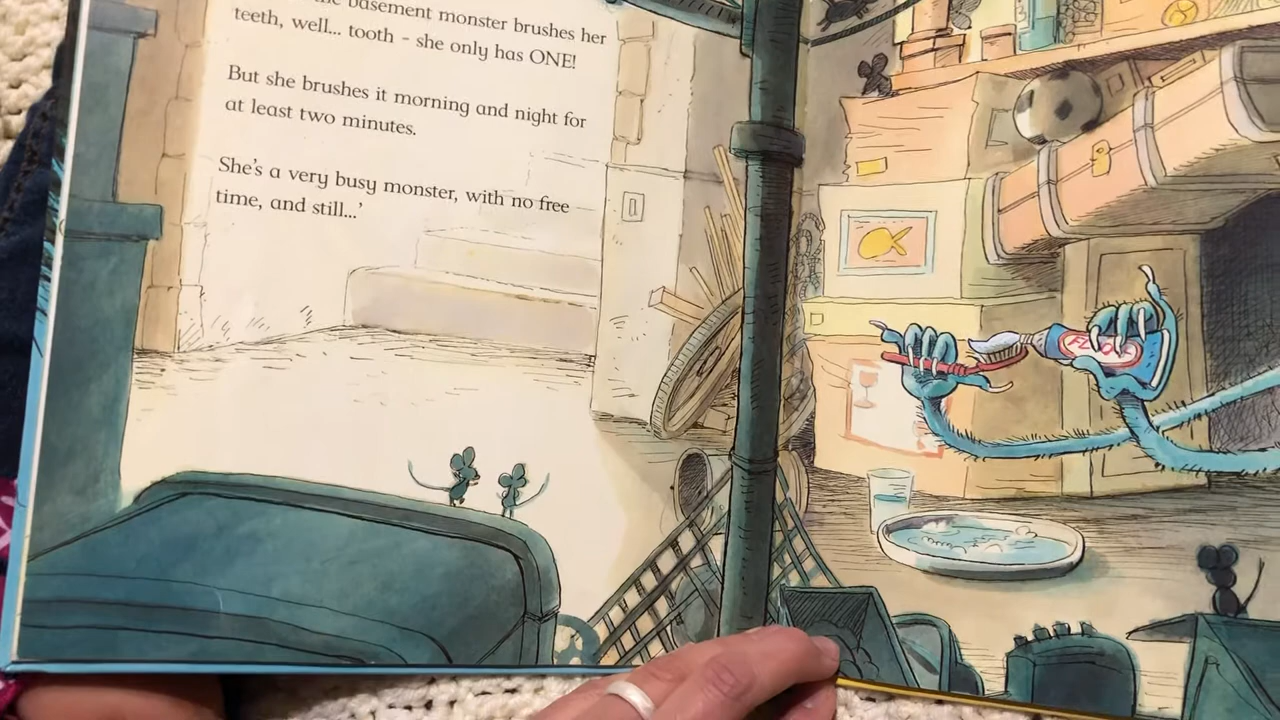 the basement monster brushes her
teeth, well... tooth – she only has ONE!
But she brushes it morning and night for
at least two minutes.
She's a very busy monster, with no free
time, and still...'